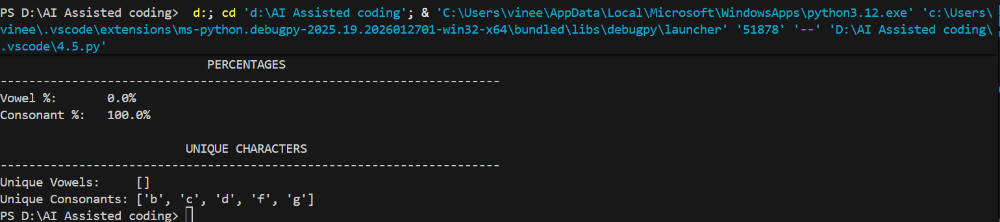 PS D:\AI Assisted coding>  d:; cd 'd:\AI Assisted coding'; & 'C:\Users\vinee\AppData\Local\Microsoft\WindowsApps\python3.12.exe' 'c:\Users\
vinee\.vscode\extensions\ms-python.debugpy-2025.19.2026012701-win32-x64\bundled\libs\debugpy\launcher' '51878' '--' 'D:\AI Assisted coding\
.vscode\4.5.py'
PERCENTAGES
----------------------------------------------------------------------
Vowel %:       0.0%
Consonant %:   100.0%
UNIQUE CHARACTERS
----------------------------------------------------------------------
Unique Vowels:     []
Unique Consonants: ['b', 'c', 'd', 'f', 'g']
PS D:\AI Assisted coding>